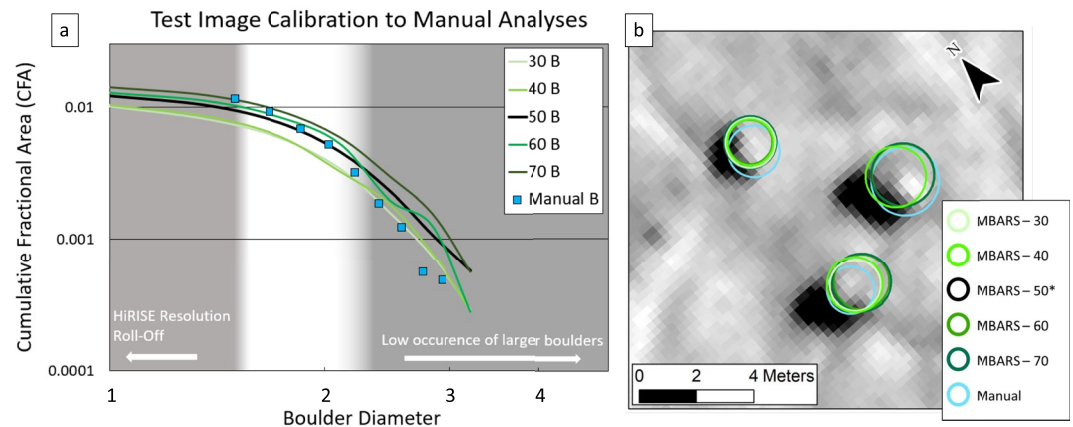 Test Image Calibration to Manual Analyses
a
Cumulative Fractional Area (CFA)
0.01
0.001
0.0001
30 B
40 B
50 B
60 B
70 B
Manual B
HiRISE Resolution
Roll-Off
Low occurence of larger boulders
1
2
3
4
Boulder Diameter
b
N
0 2 4 Meters
MBARS – 30
MBARS – 40
MBARS – 50*
MBARS – 60
MBARS – 70
Manual